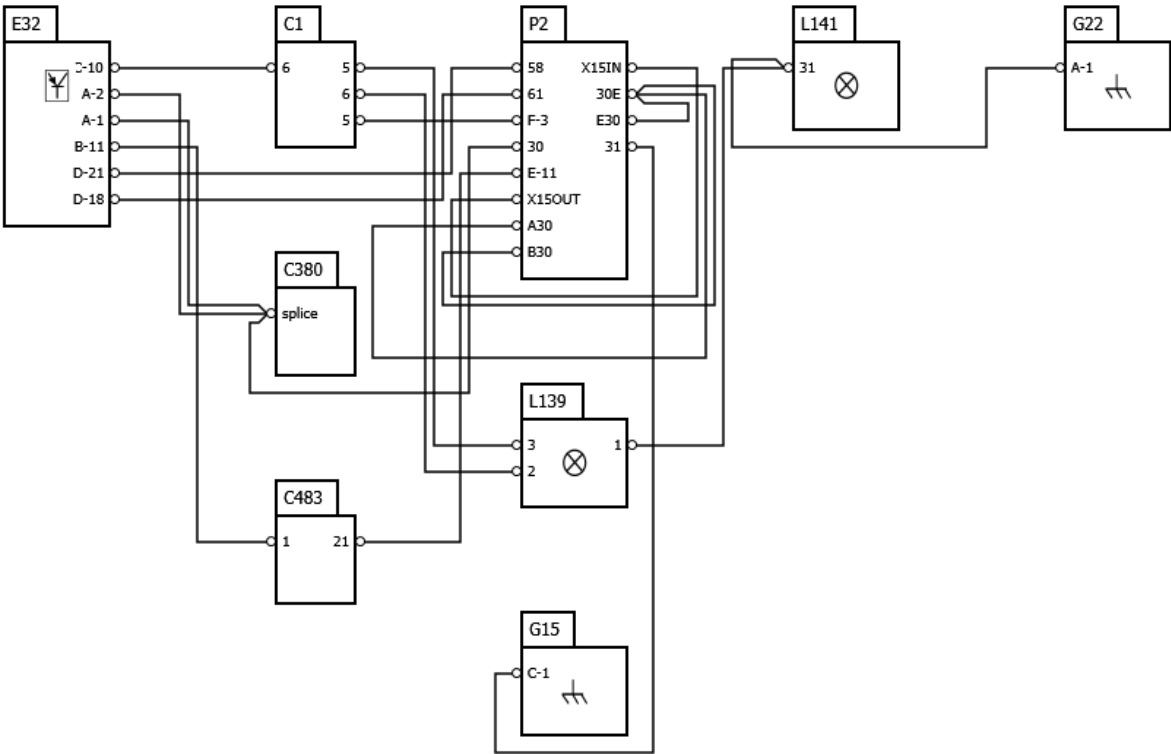 E32
C-10
A-2
A-1
B-11
D-21
D-18
C1
6
5
6
5
C380
splice
C483
1
21
P2
58
61
F-3
30
E-11
X15OUT
A30
B30
X15IN
30E
E30
31
L139
3
2
1
G15
C-1
L141
31
G22
A-1